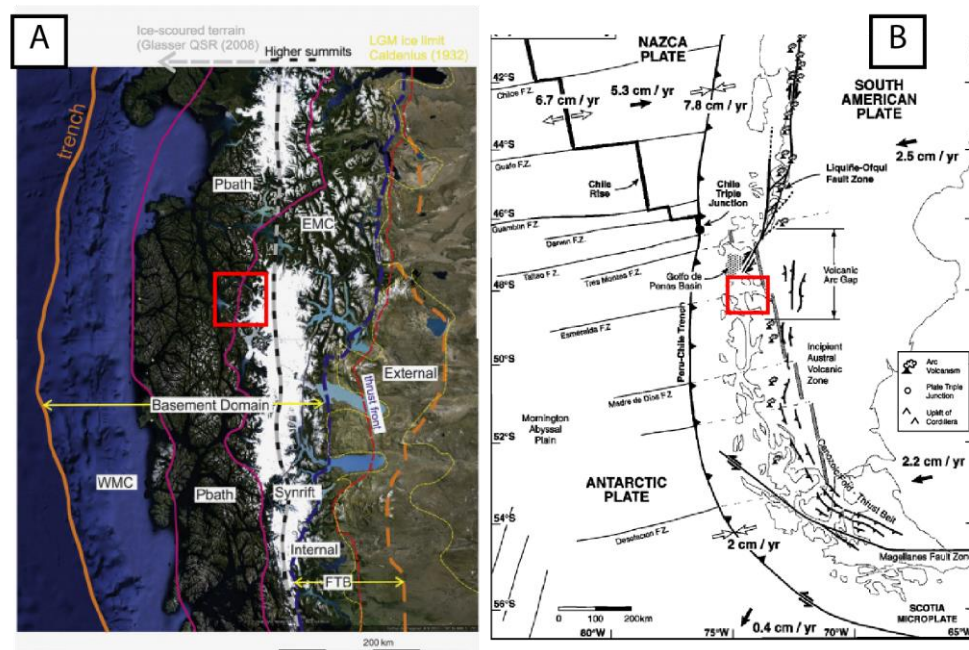 A
Ice-scoured terrain
(Glasser QSR (2008)
Higher summits
LGM ice limit
Caldenius (1932)
trench
Pbath
EMC
External
thrust front
Basement Domain
WMC
Pbath
Synrift
Internal
FTB
200 km
B
NAZCA
PLATE
42°S
Chiloe F.Z.
6.7 cm / yr
5.3 cm / yr
7.8 cm / yr
SOUTH
AMERICAN
PLATE
44°S
2.5 cm / yr
Guafo F.Z.
Liquiñe-Ofqui
Fault Zone
Chile
Rise
Chile
Triple
Junction
46°S
Guamblin F.Z.
Darwin F.Z.
Taitao F.Z.
Tres Montes F.Z.
Golfo de
Penas Basin
Volcanic
Arc Gap
48°S
Esmeralda F.Z.
Peru-Chile Trench
50°S
Incipient
Austral
Volcanic
Zone
Arc
Volcanism
Plate Triple
Junction
Uplift of
Cordillera
Madre de Dios F.Z.
Mornington
Abyssal
Plain
52°S
2.2 cm / yr
Cenozoic Fold - Thrust Belt
ANTARCTIC
PLATE
54°S
Desolacion F.Z.
2 cm / yr
Magallanes Fault Zone
56°S
0 100 200km
SCOTIA
MICROPLATE
0.4 cm / yr
80°W
75°W
70°W
65°W